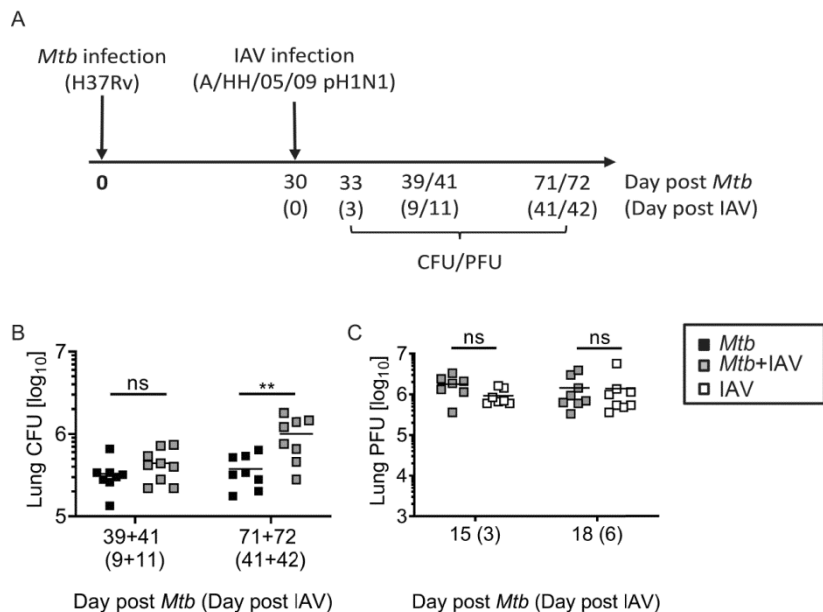 A
Mtb infection
(H37Rv)
IAV infection
(A/HH/05/09 pH1N1)
0
30
(0)
33
(3)
39/41
(9/11)
71/72
(41/42)
Day post Mtb
(Day post IAV)
CFU/PFU
B
Lung CFU [log10]
7
6
5
ns
**
39+41
(9+11)
71+72
(41+42)
Day post Mtb (Day post IAV)
C
Lung PFU [log10]
7
6
5
4
3
ns
ns
15 (3)
18 (6)
Day post Mtb (Day post IAV)
Mtb
Mtb+IAV
IAV